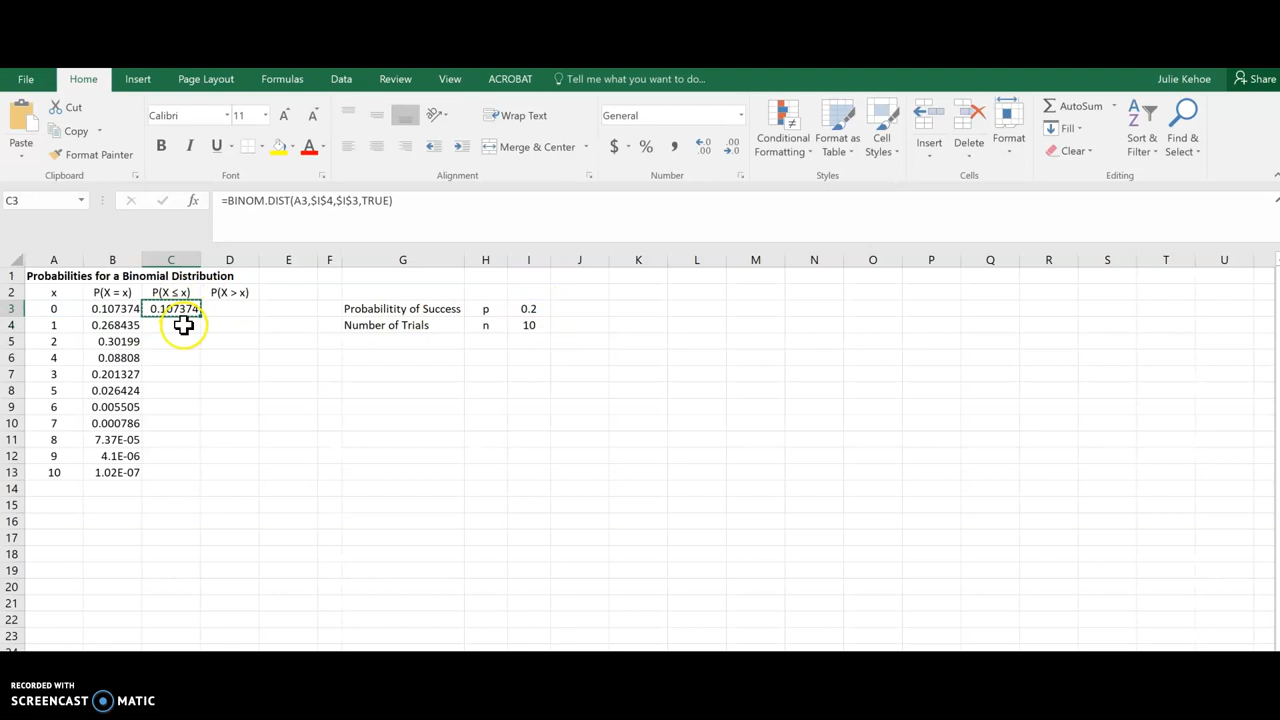 File Home Insert Page Layout Formulas Data Review View ACROBAT Tell me what you want to do... Julie Kehoe Share
Paste Cut Copy Format Painter
Clipboard
Calibri 11
B I U A
Font
Wrap Text
Merge & Center
Alignment
General
$ % , .0 .00 .00 .0
Number
Conditional Formatting Format as Table Cell Styles
Styles
Insert Delete Format
Cells
AutoSum Fill Clear Sort & Filter Find & Select
Editing
C3 fx =BINOM.DIST(A3,$I$4,$I$3,TRUE)
A B C D E F G H I J K L M N O P Q R S T U
1 Probabilities for a Binomial Distribution
2 x P(X = x) P(X ≤ x) P(X > x)
3 0 0.107374 0.107374 Probabilitity of Success p 0.2
4 1 0.268435 Number of Trials n 10
5 2 0.30199
6 4 0.08808
7 3 0.201327
8 5 0.026424
9 6 0.005505
10 7 0.000786
11 8 7.37E-05
12 9 4.1E-06
13 10 1.02E-07
14
15
16
17
18
19
20
21
22
23
RECORDED WITH
SCREENCAST MATIC